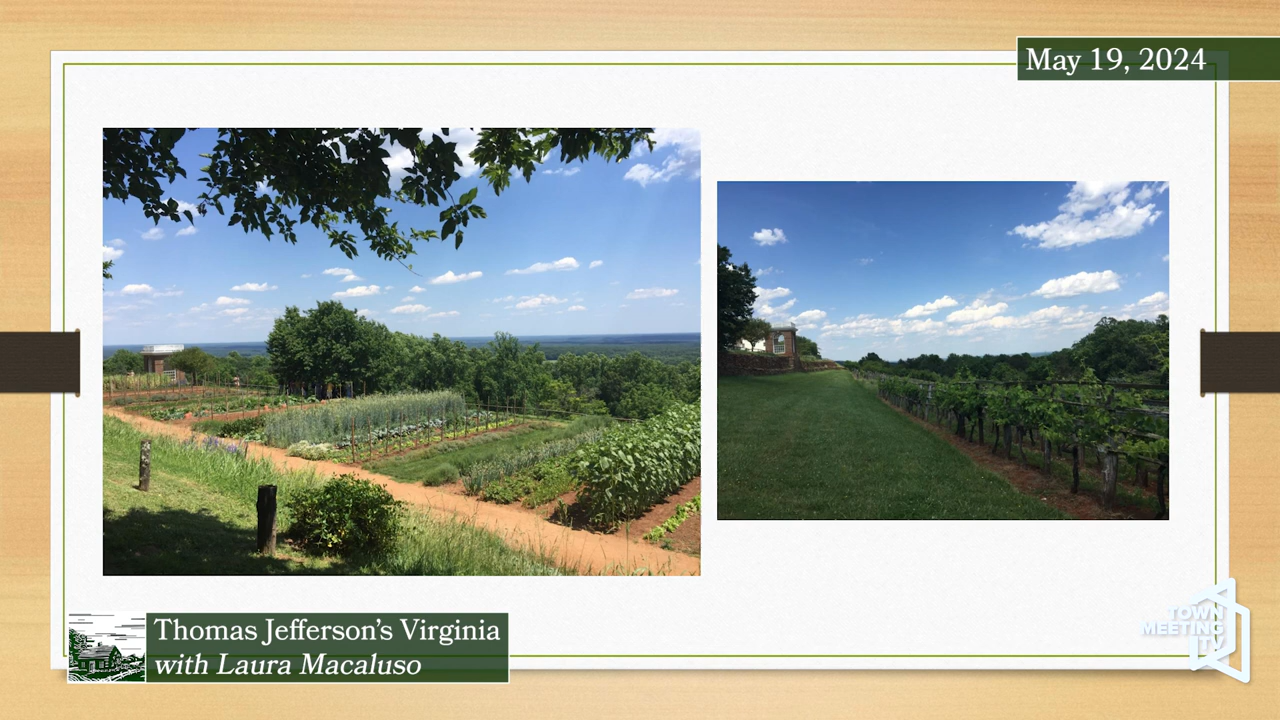 May 19, 2024
Thomas Jefferson's Virginia
with Laura Macaluso
TOWN
MEETING
TV